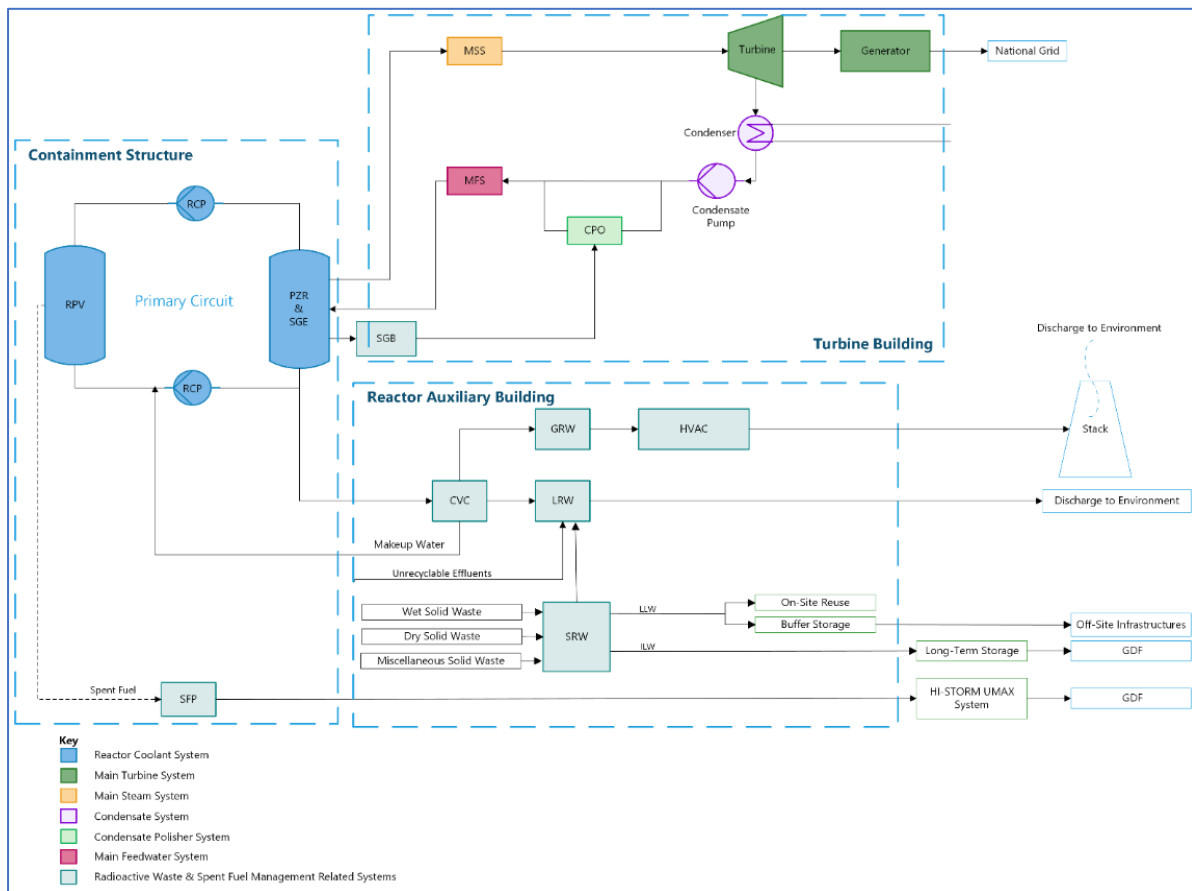 MSS
Turbine
Generator
National Grid
Condenser
Containment Structure
MFS
Condensate
Pump
RCP
CPO
RPV
Primary Circuit
PZR
&
SGE
SGB
Turbine Building
Discharge to Environment
RCP
Reactor Auxiliary Building
GRW
HVAC
Stack
CVC
LRW
Discharge to Environment
Makeup Water
Unrecyclable Effluents
Wet Solid Waste
LLW
On-Site Reuse
Buffer Storage
Off-Site Infrastructures
Dry Solid Waste
SRW
Miscellaneous Solid Waste
ILW
Long-Term Storage
GDF
Spent Fuel
SFP
HI-STORM UMAX
System
GDF
Key
Reactor Coolant System
Main Turbine System
Main Steam System
Condensate System
Condensate Polisher System
Main Feedwater System
Radioactive Waste & Spent Fuel Management Related Systems